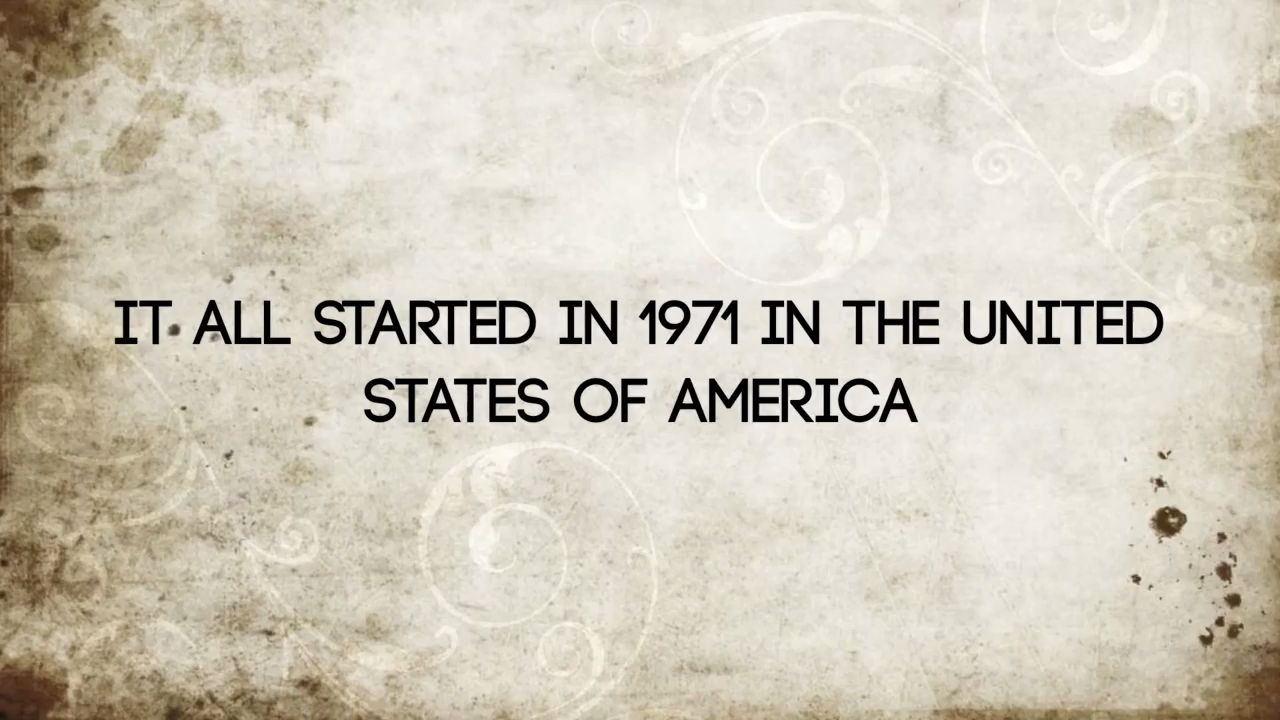 IT ALL STARTED IN 1971 IN THE UNITED
STATES OF AMERICA